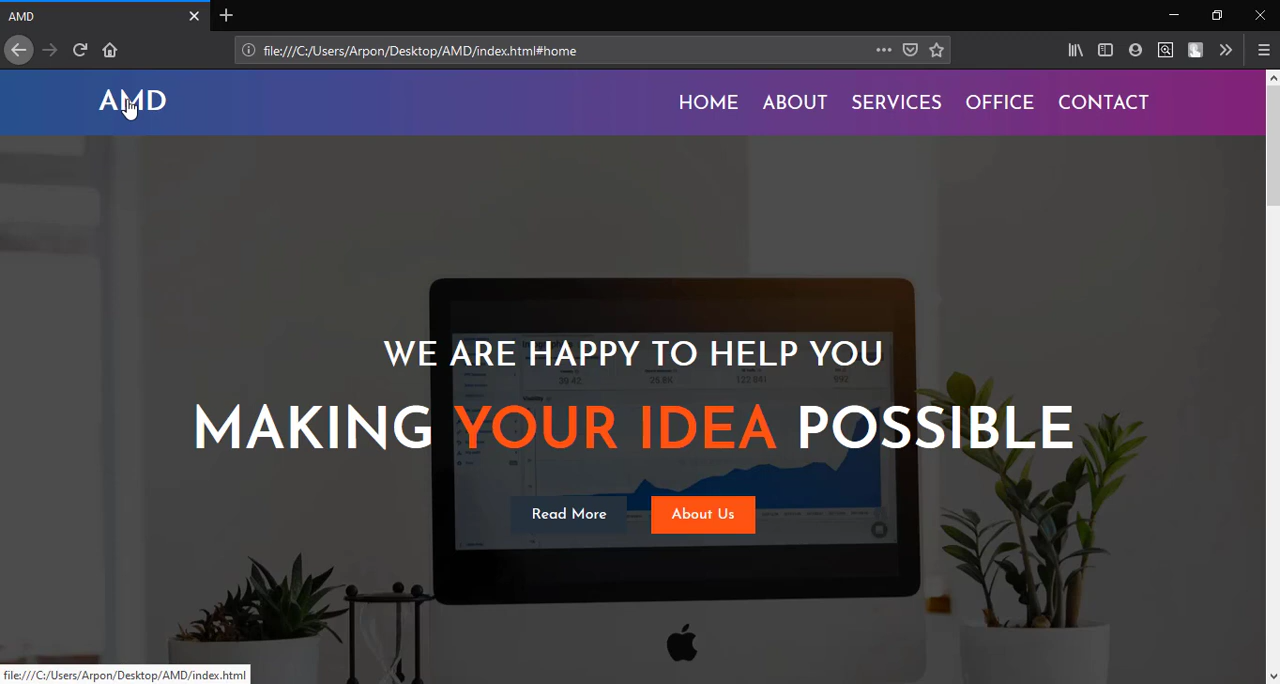 AMD
file:///C:/Users/Arpon/Desktop/AMD/index.html#home
AMD
HOME ABOUT SERVICES OFFICE CONTACT
WE ARE HAPPY TO HELP YOU
MAKING YOUR IDEA POSSIBLE
Read More About Us
file:///C:/Users/Arpon/Desktop/AMD/index.html